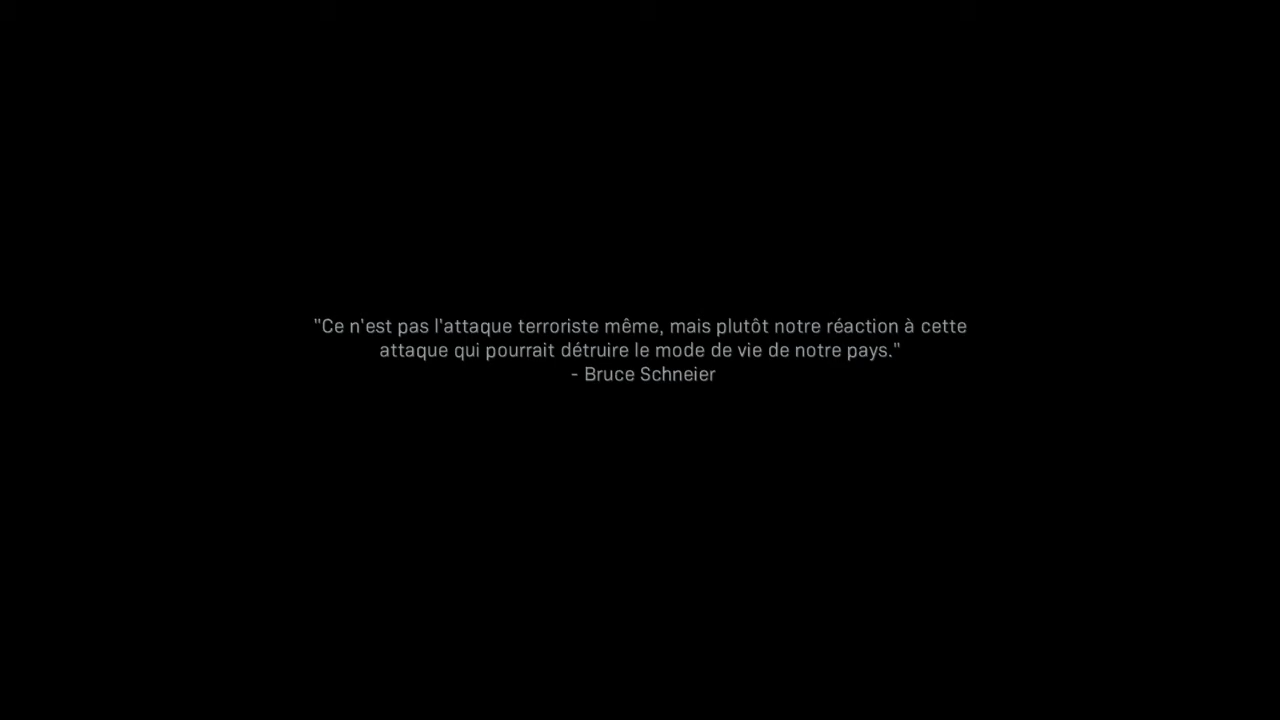 "Ce n'est pas l'attaque terroriste même, mais plutôt notre réaction à cette
attaque qui pourrait détruire le mode de vie de notre pays."
- Bruce Schneier